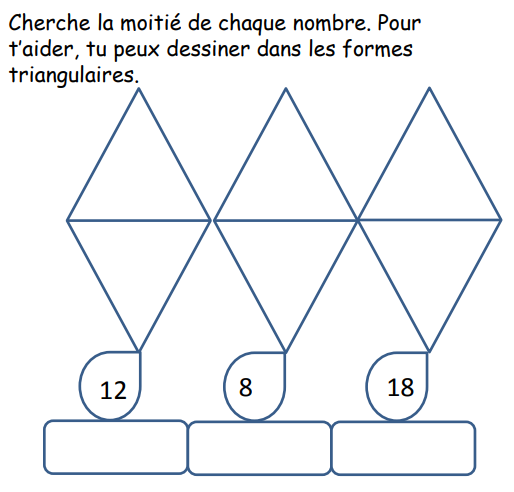 Cherche la moitié de chaque nombre. Pour
t’aider, tu peux dessiner dans les formes
triangulaires.
12 8 18